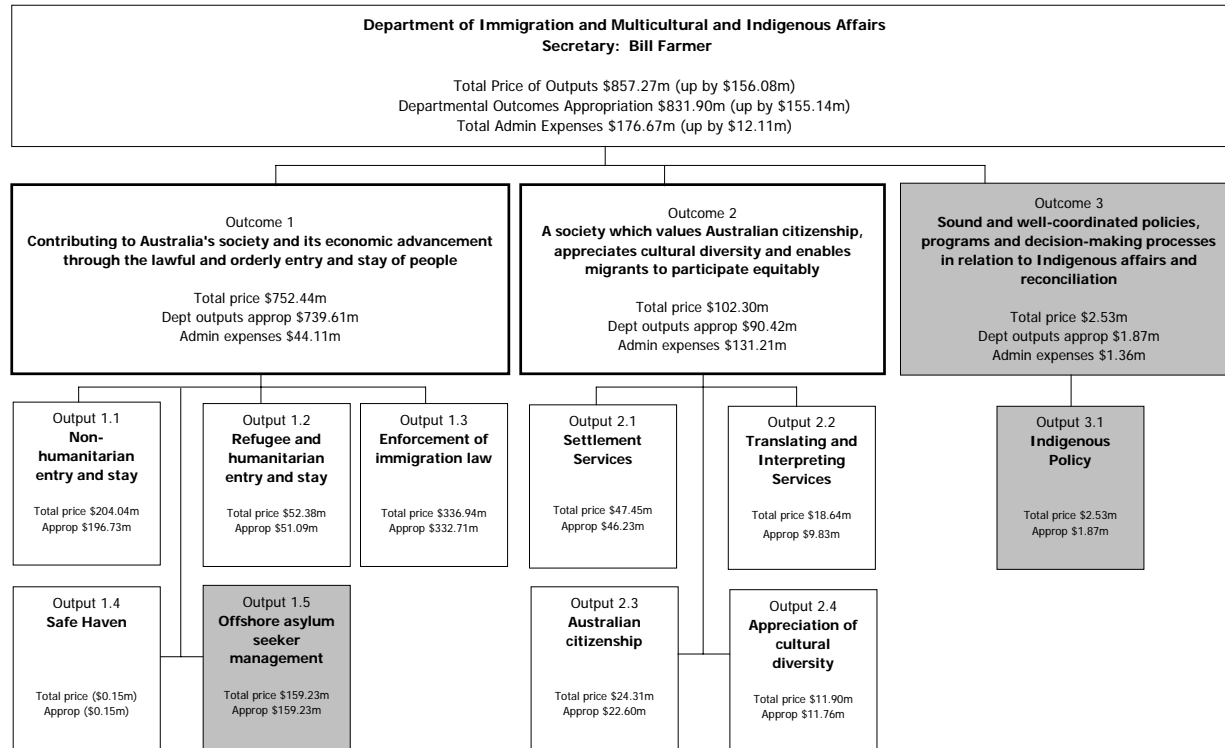 Department of Immigration and Multicultural and Indigenous Affairs
Secretary: Bill Farmer
Total Price of Outputs $857.27m (up by $156.08m)
Departmental Outcomes Appropriation $831.90m (up by $155.14m)
Total Admin Expenses $176.67m (up by $12.11m)
Outcome 1
Contributing to Australia's society and its economic advancement
through the lawful and orderly entry and stay of people
Total price $752.44m
Dept outputs approp $739.61m
Admin expenses $44.11m
Outcome 2
A society which values Australian citizenship,
appreciates cultural diversity and enables
migrants to participate equitably
Total price $102.30m
Dept outputs approp $90.42m
Admin expenses $131.21m
Outcome 3
Sound and well-coordinated policies,
programs and decision-making processes
in relation to Indigenous affairs and
reconciliation
Total price $2.53m
Dept outputs approp $1.87m
Admin expenses $1.36m
Output 1.1
Non-
humanitarian
entry and stay
Total price $204.04m
Approp $196.73m
Output 1.2
Refugee and
humanitarian
entry and stay
Total price $52.38m
Approp $51.09m
Output 1.3
Enforcement of
immigration law
Total price $336.94m
Approp $332.71m
Output 2.1
Settlement
Services
Total price $47.45m
Approp $46.23m
Output 2.2
Translating and
Interpreting
Services
Total price $18.64m
Approp $9.83m
Output 3.1
Indigenous
Policy
Total price $2.53m
Approp $1.87m
Output 1.4
Safe Haven
Total price ($0.15m)
Approp ($0.15m)
Output 1.5
Offshore asylum
seeker
management
Total price $159.23m
Approp $159.23m
Output 2.3
Australian
citizenship
Total price $24.31m
Approp $22.60m
Output 2.4
Appreciation of
cultural
diversity
Total price $11.90m
Approp $11.76m